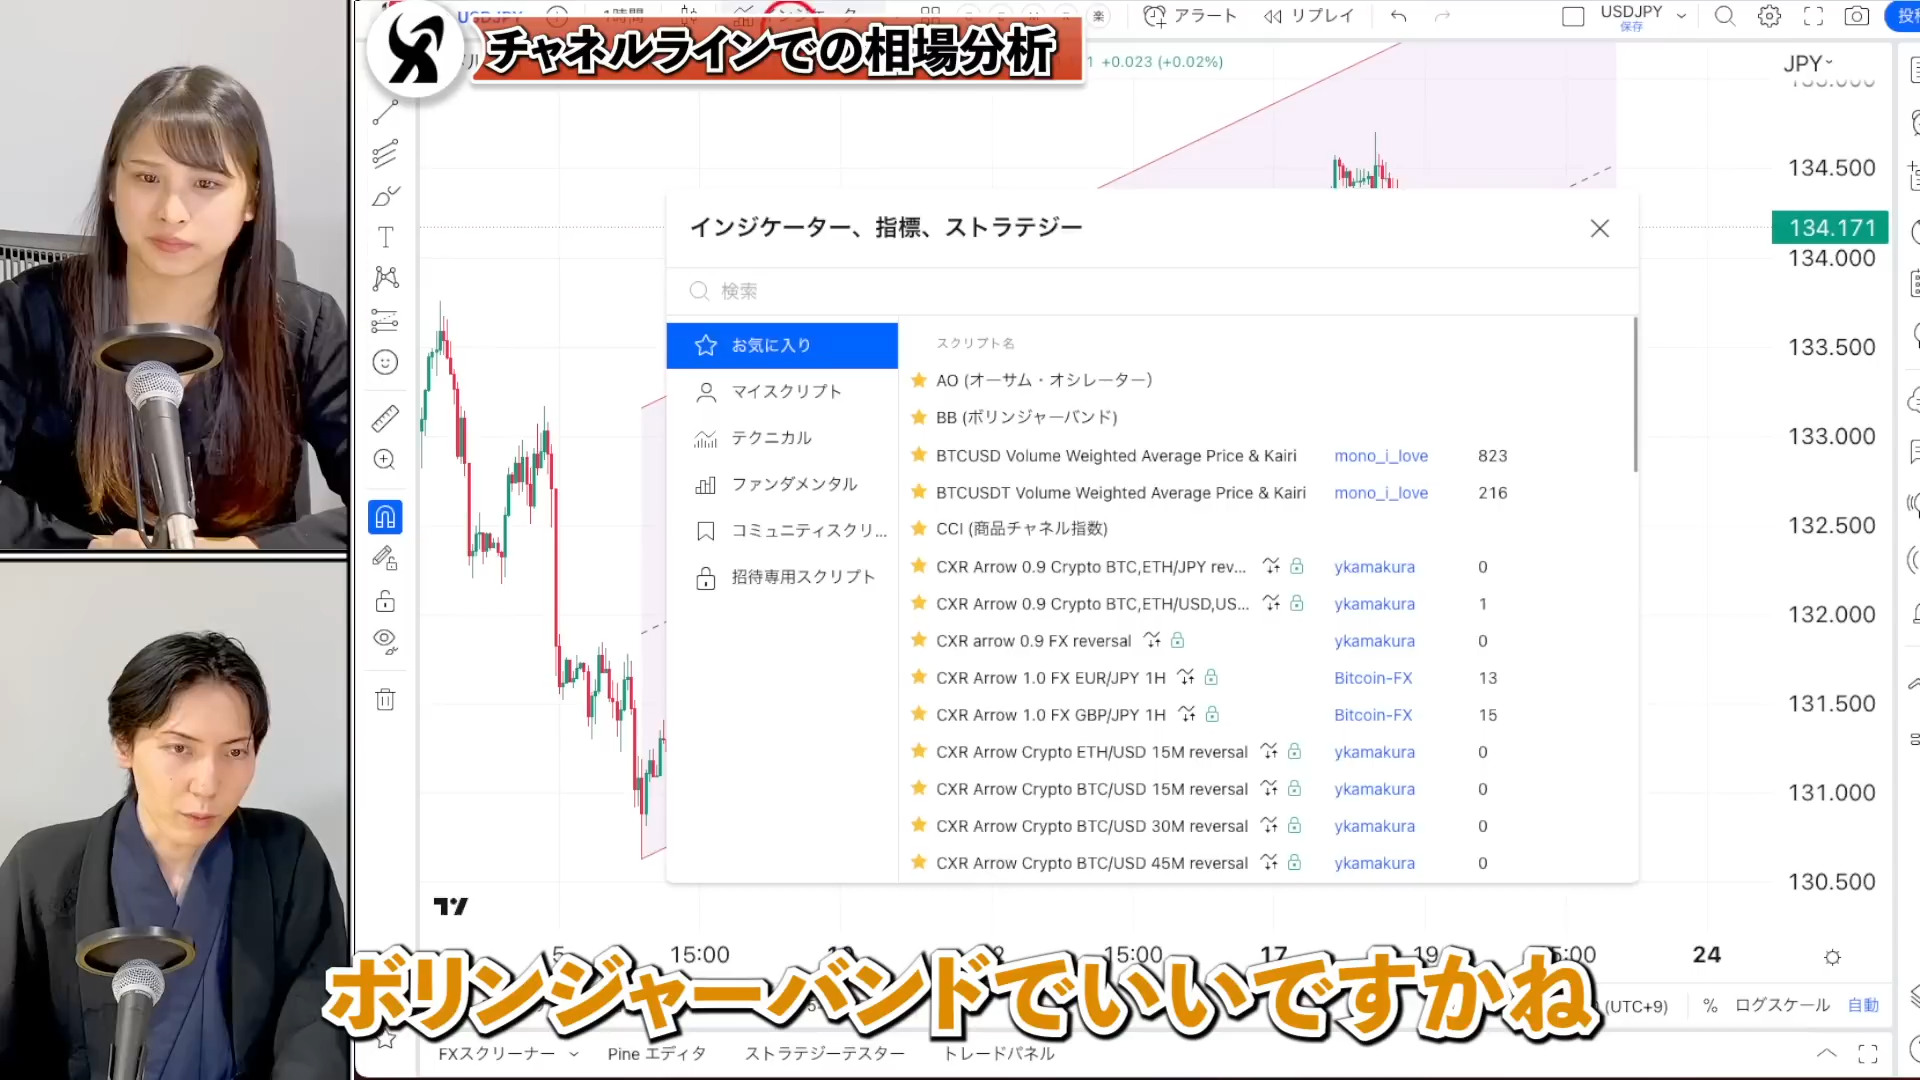 USDJPY
1時間
アラート
リプレイ
USDJPY
保存
チャネルラインでの相場分析
+0.023 (+0.02%)
JPY
134.500
134.171
134.000
133.500
133.000
132.500
132.000
131.500
131.000
130.500
インジケーター、指標、ストラテジー
検索
お気に入り
マイスクリプト
テクニカル
ファンダメンタル
コミュニティスクリ...
招待専用スクリプト
スクリプト名
AO (オーサム・オシレーター)
BB (ボリンジャーバンド)
BTCUSD Volume Weighted Average Price & Kairi mono_i_love 823
BTCUSDT Volume Weighted Average Price & Kairi mono_i_love 216
CCI (商品チャネル指数)
CXR Arrow 0.9 Crypto BTC,ETH/JPY rev... ykamakura 0
CXR Arrow 0.9 Crypto BTC,ETH/USD,US... ykamakura 1
CXR arrow 0.9 FX reversal ykamakura 0
CXR Arrow 1.0 FX EUR/JPY 1H Bitcoin-FX 13
CXR Arrow 1.0 FX GBP/JPY 1H Bitcoin-FX 15
CXR Arrow Crypto ETH/USD 15M reversal ykamakura 0
CXR Arrow Crypto BTC/USD 15M reversal ykamakura 0
CXR Arrow Crypto BTC/USD 30M reversal ykamakura 0
CXR Arrow Crypto BTC/USD 45M reversal ykamakura 0
15:00
15:00
17
19
24
ボリンジャーバンドでいいですかね
(UTC+9)
%
ログスケール
自動
FXスクリーナー
Pine エディタ
ストラテジーテスター
トレードパネル